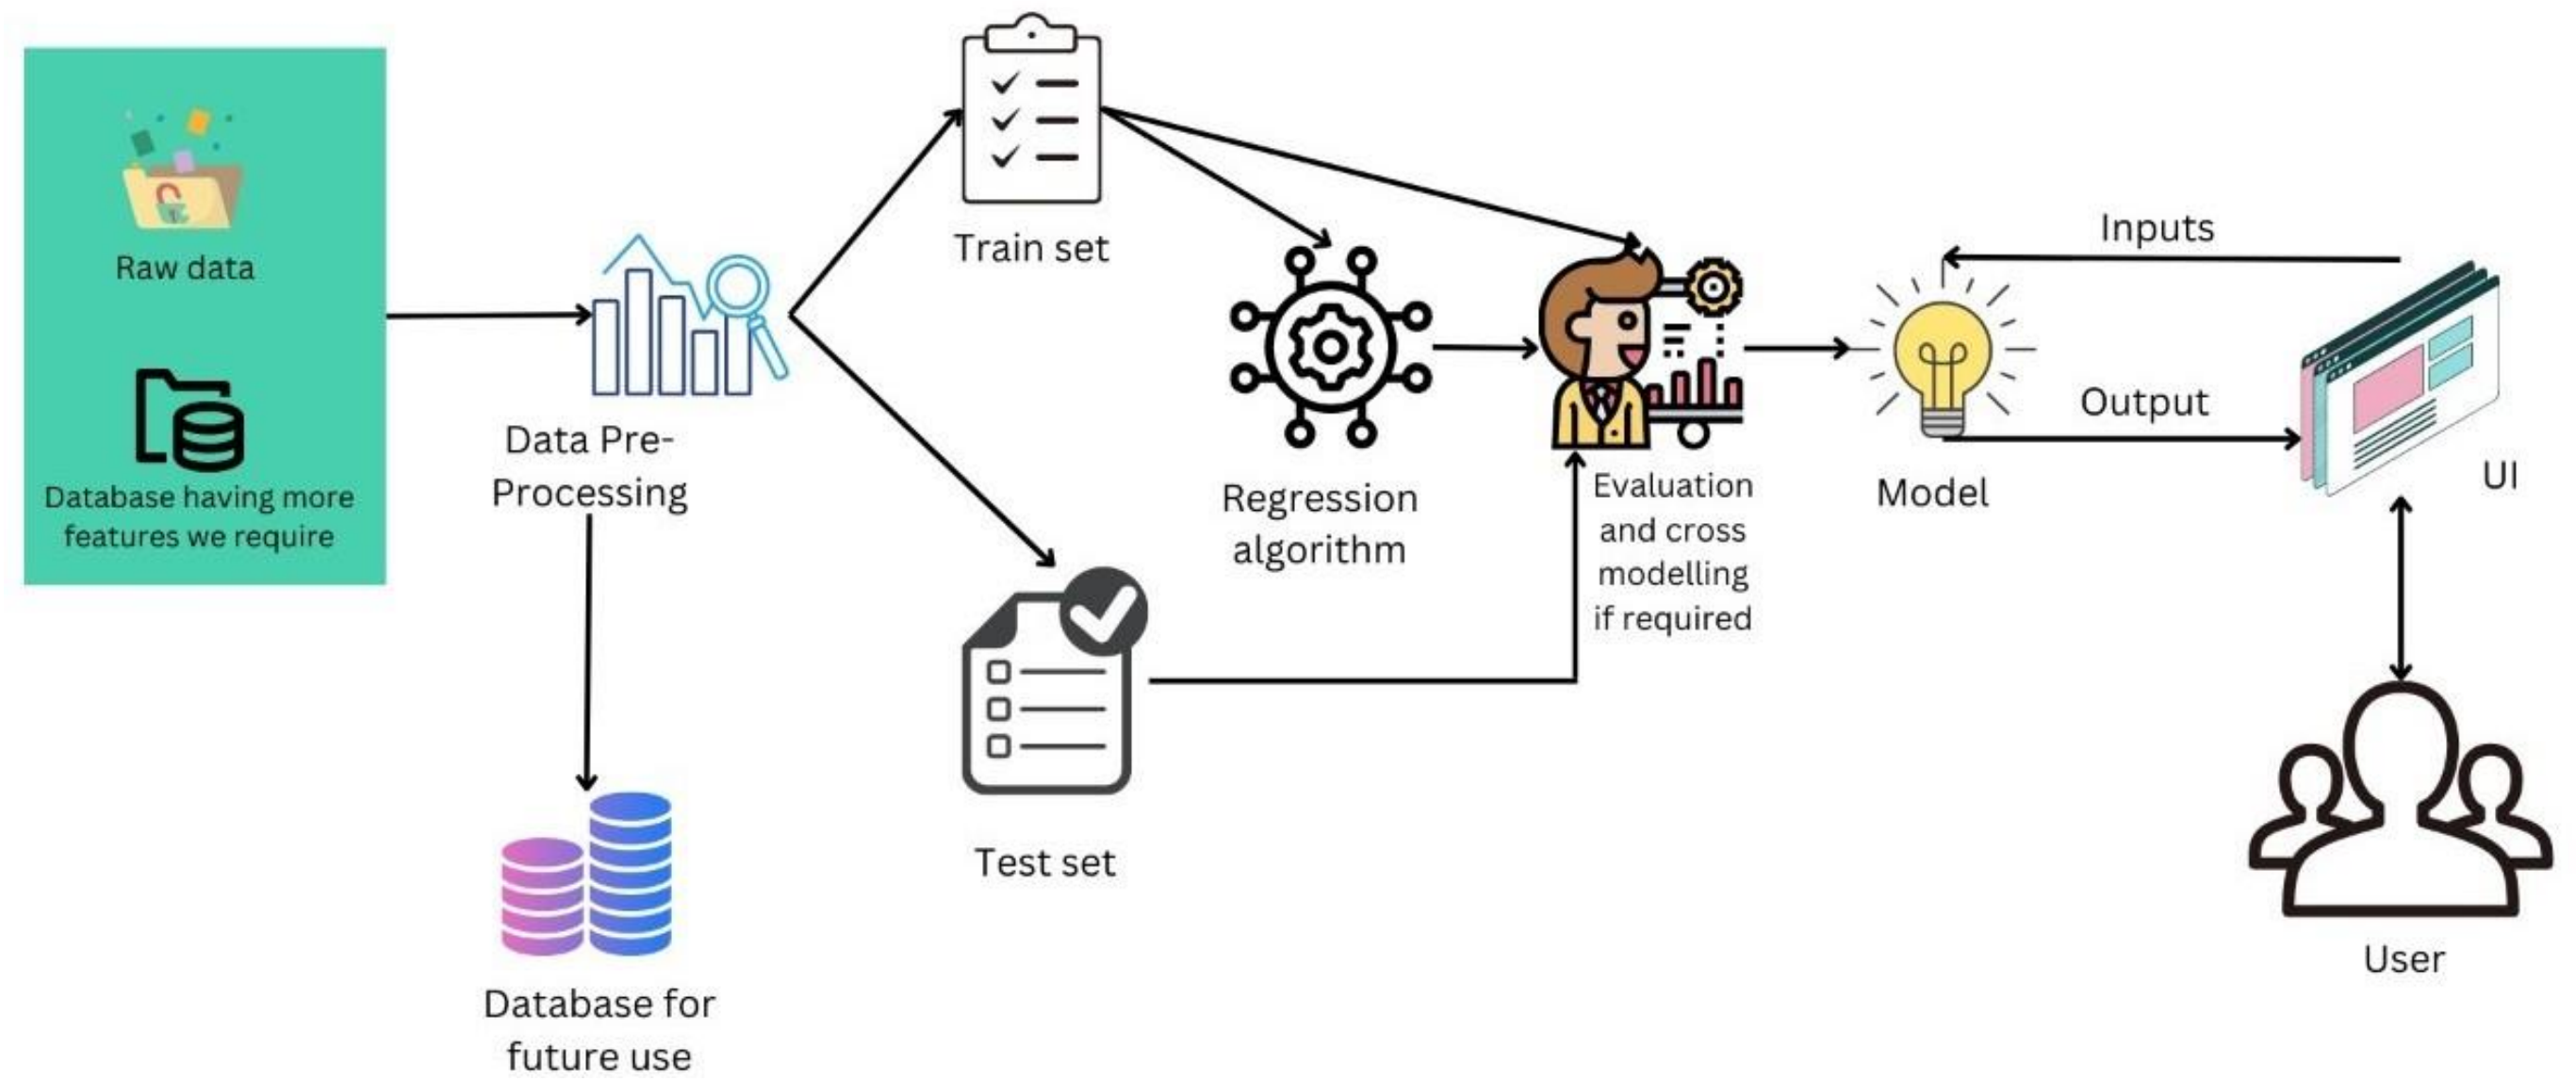 Raw data
Database having more
features we require
Data Pre-
Processing
Database for
future use
Train set
Test set
Regression
algorithm
Evaluation
and cross
modelling
if required
Model
Inputs
Output
UI
User